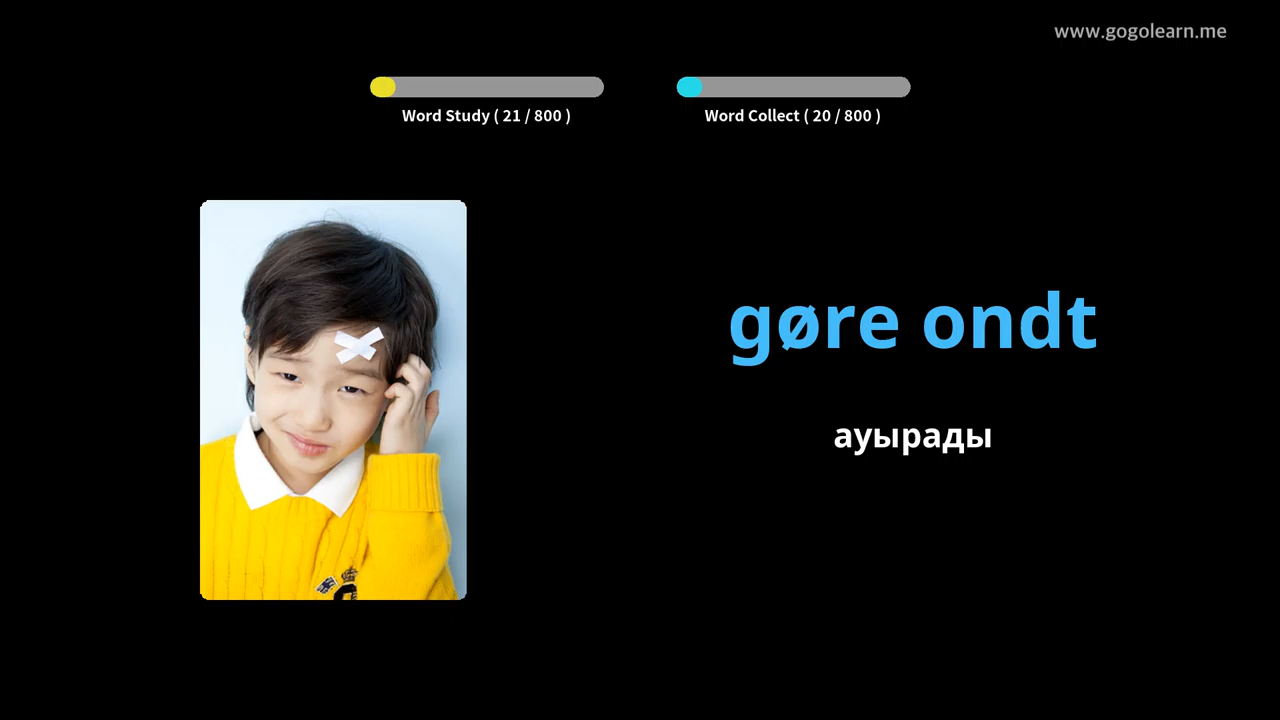 www.gogolearn.me
Word Study ( 21 / 800 )
Word Collect ( 20 / 800 )
gøre ondt
ауырады